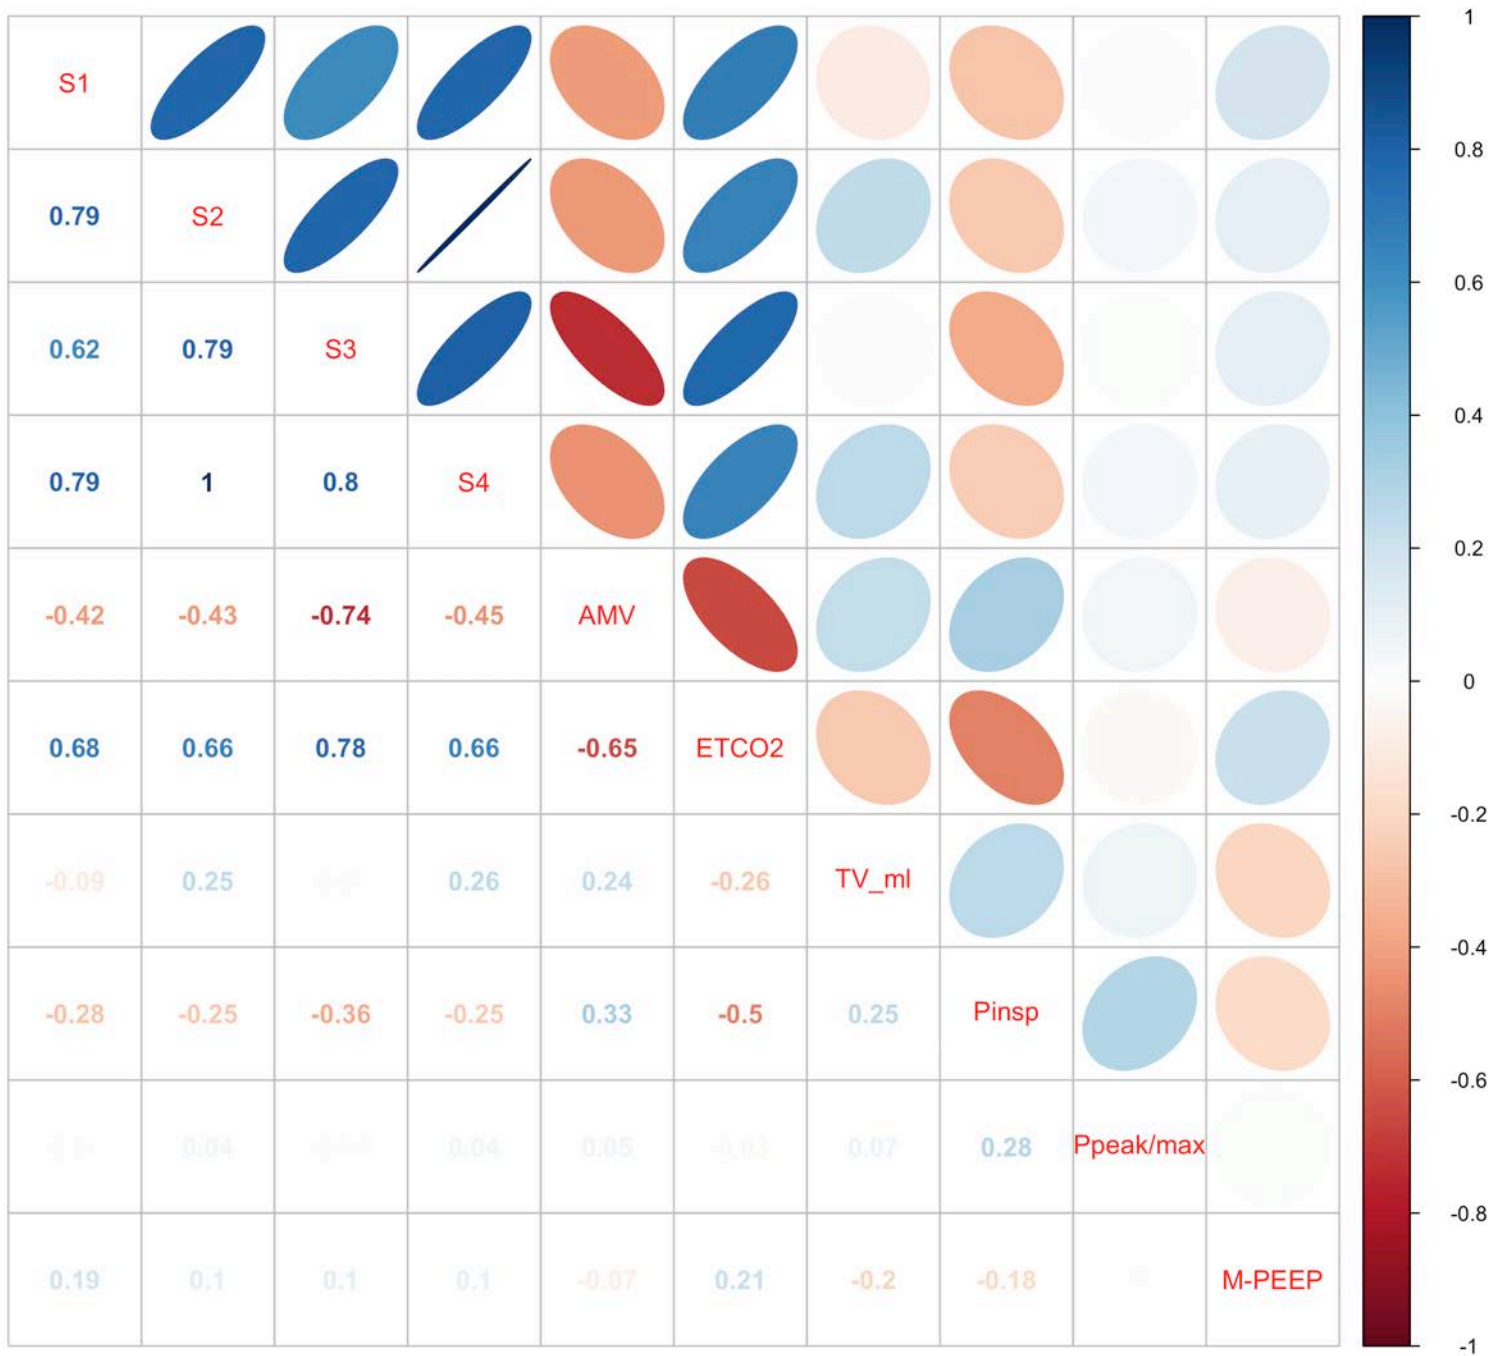 S1
0.79 S2
0.62 0.79 S3
0.79 1 0.8 S4
-0.42 -0.43 -0.74 -0.45 AMV
0.68 0.66 0.78 0.66 -0.65 ETCO2
-0.09 0.25 0.26 0.24 -0.26 TV_ml
-0.28 -0.25 -0.36 -0.25 0.33 -0.5 0.25 Pinsp
0.04 0.04 0.05 -0.03 0.07 0.28 Ppeak/max
0.19 0.1 0.1 0.1 -0.07 0.21 -0.2 -0.18 M-PEEP
1
0.8
0.6
0.4
0.2
0
-0.2
-0.4
-0.6
-0.8
-1